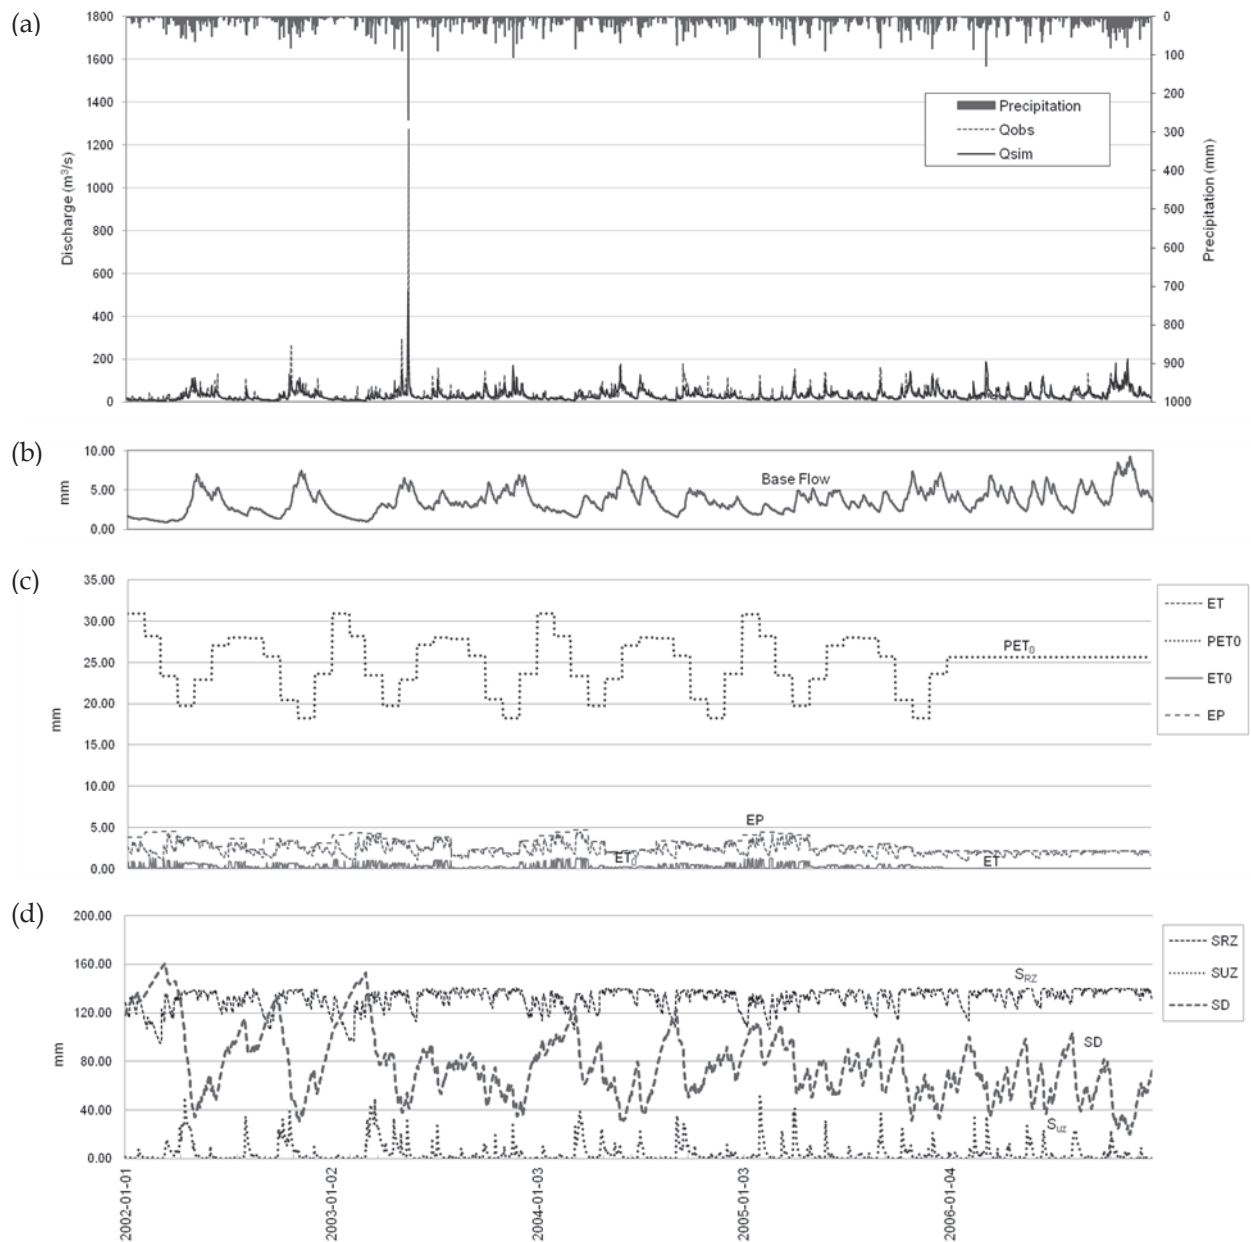 (a)
1800
1600
1400
1200
1000
800
600
400
200
0
Discharge (m³/s)
0
100
200
300
400
500
600
700
800
900
1000
Precipitation (mm)
Precipitation
Qobs
Qsim
(b)
10.00
5.00
0.00
mm
Base Flow
(c)
35.00
30.00
25.00
20.00
15.00
10.00
5.00
0.00
mm
PET₀
EP
ET₀
ET
ET
PET0
ET0
EP
(d)
200.00
160.00
120.00
80.00
40.00
0.00
mm
S_RZ
SD
S_UZ
SRZ
SUZ
SD
2002-01-01
2003-01-02
2004-01-03
2005-01-03
2006-01-04